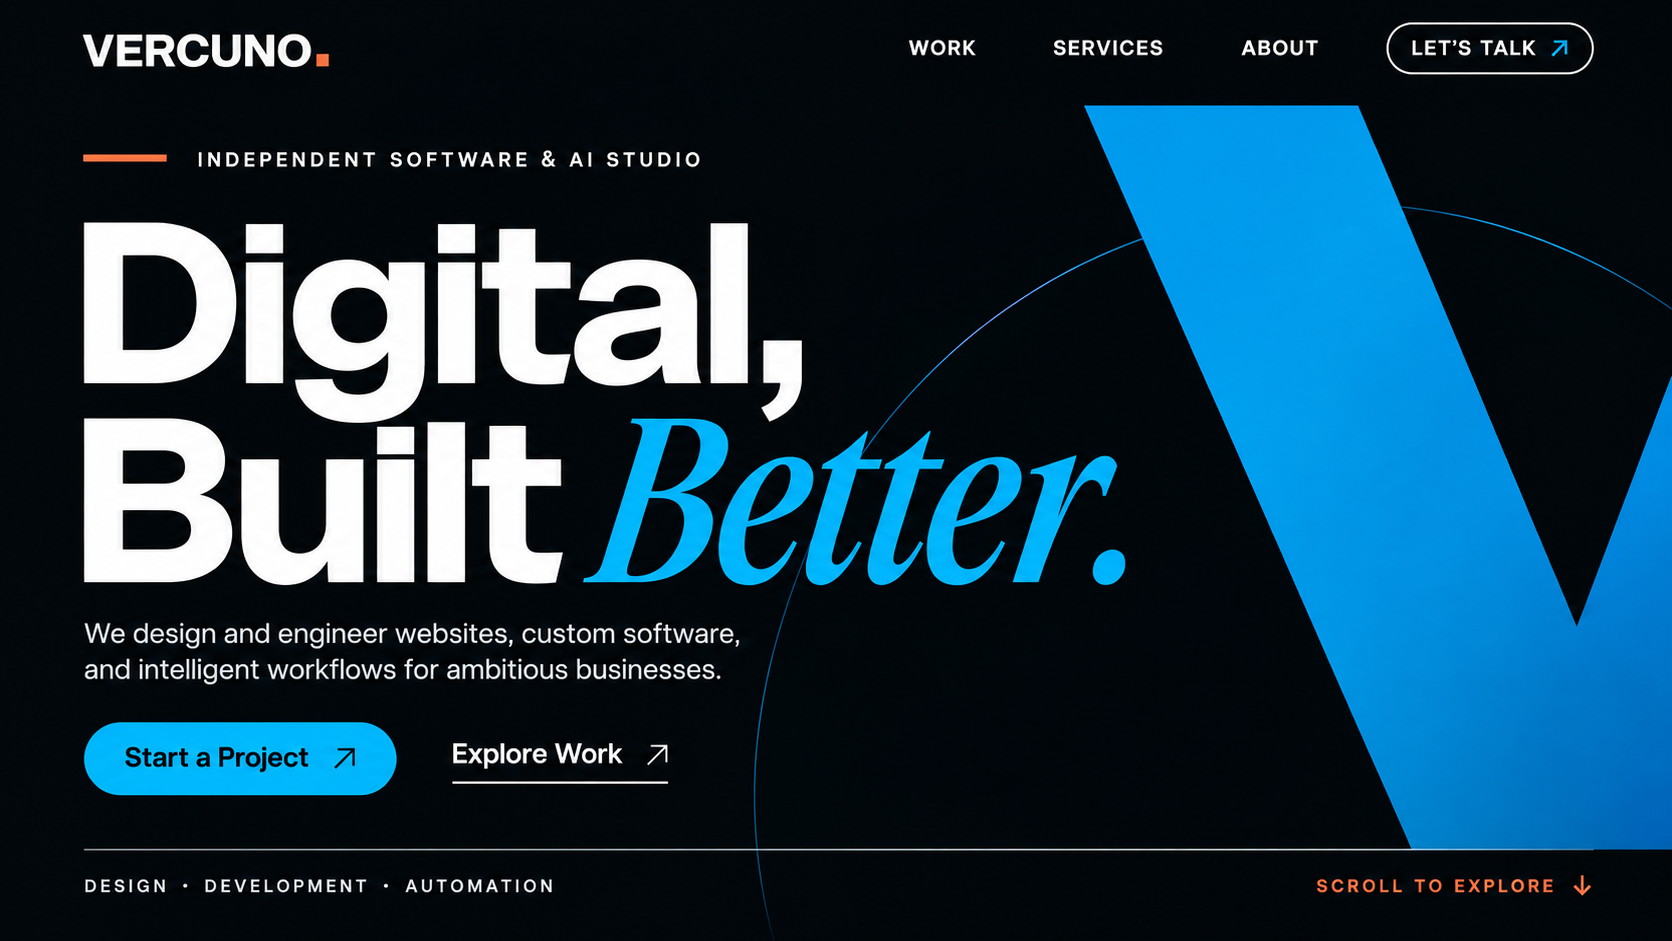 VERCUNO.
WORK
SERVICES
ABOUT
LET’S TALK
INDEPENDENT SOFTWARE & AI STUDIO
Digital,
Built Better.
We design and engineer websites, custom software,
and intelligent workflows for ambitious businesses.
Start a Project
Explore Work
DESIGN • DEVELOPMENT • AUTOMATION
SCROLL TO EXPLORE